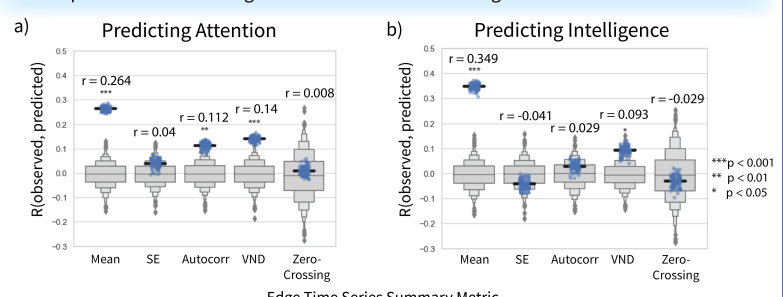 a)
Predicting Attention
R(observed, predicted)
0.5
0.4
0.3
0.2
0.1
0.0
−0.1
−0.2
−0.3
r = 0.264
***
r = 0.04
r = 0.112
**
r = 0.14
***
r = 0.008
Mean
SE
Autocorr
VND
Zero-
Crossing
b)
Predicting Intelligence
R(observed, predicted)
0.5
0.4
0.3
0.2
0.1
0.0
−0.1
−0.2
−0.3
r = 0.349
***
r = -0.041
r = 0.029
r = 0.093
*
r = -0.029
Mean
SE
Autocorr
VND
Zero-
Crossing
***p < 0.001
** p < 0.01
* p < 0.05
Edge Time Series Summary Metric